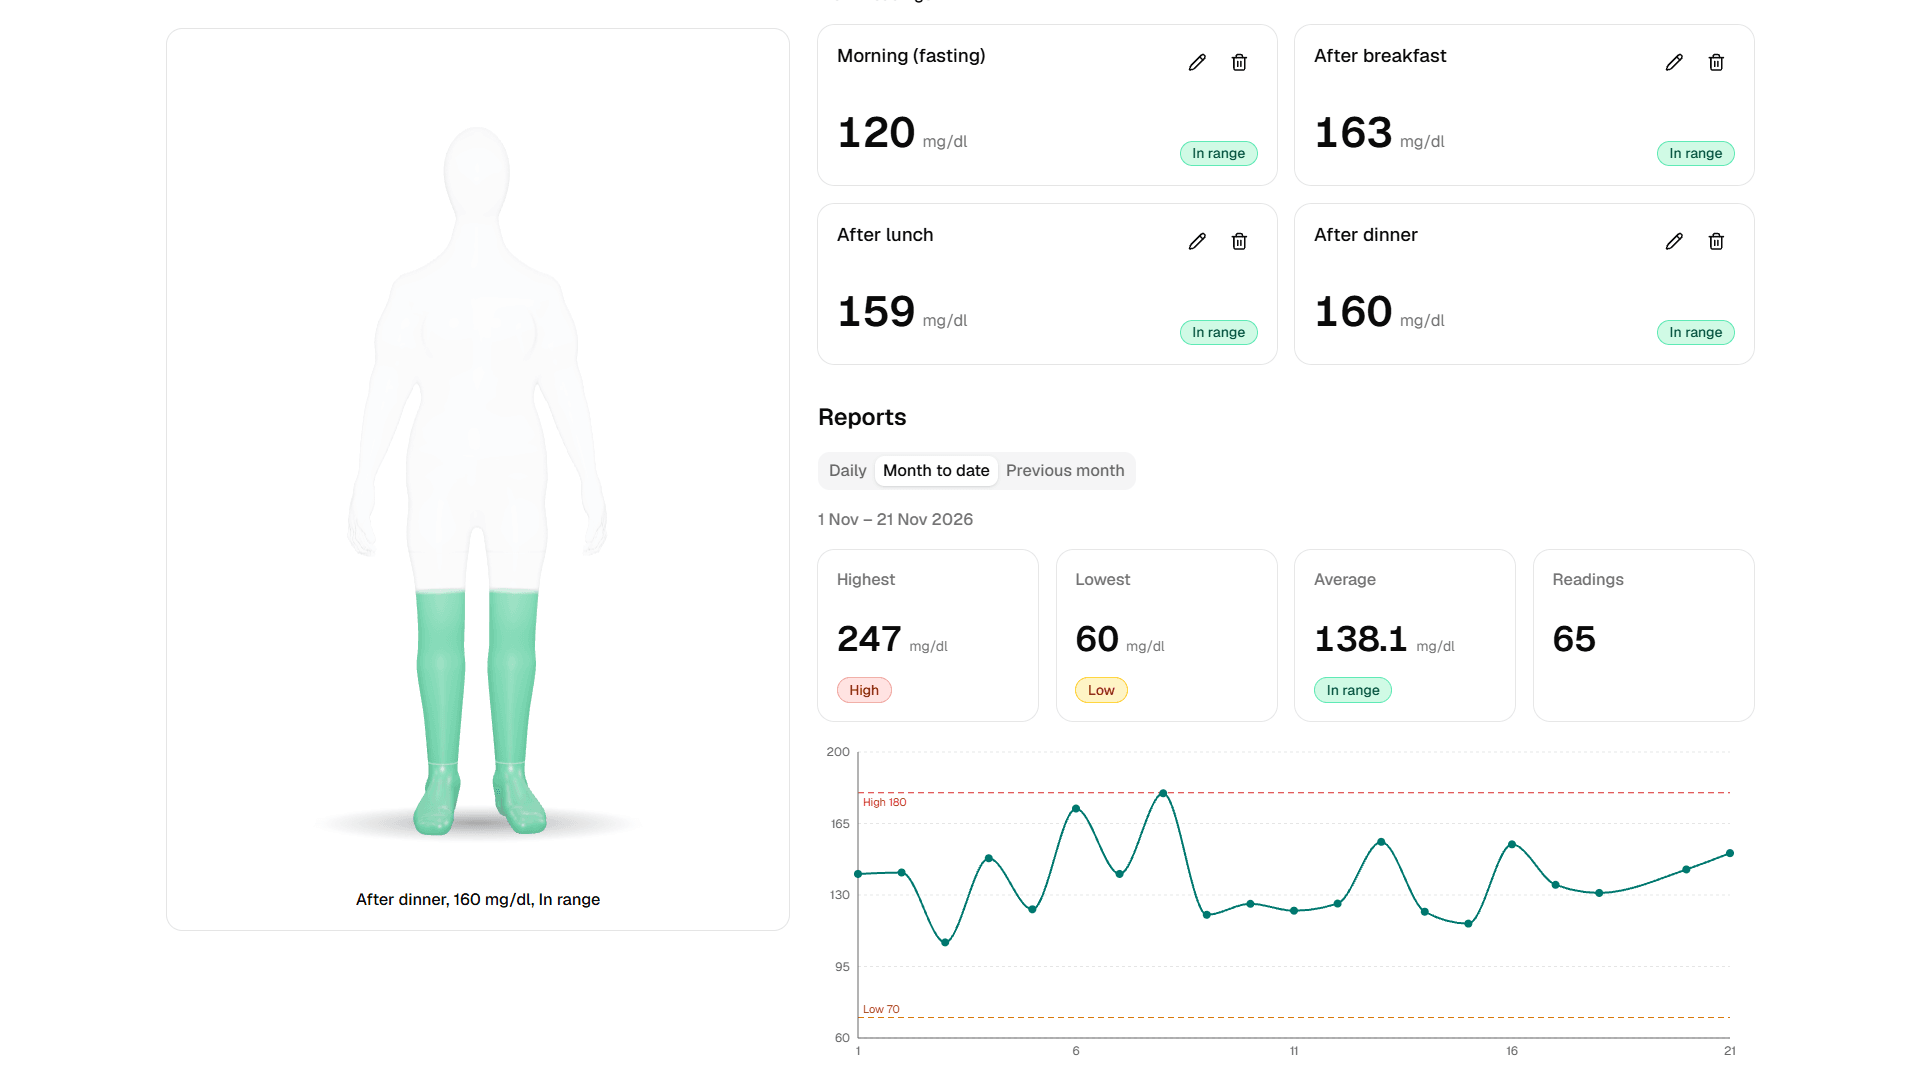 Morning (fasting)
120 mg/dl
In range
After breakfast
163 mg/dl
In range
After lunch
159 mg/dl
In range
After dinner
160 mg/dl
In range
After dinner, 160 mg/dl, In range
Reports
Daily Month to date Previous month
1 Nov – 21 Nov 2026
Highest
247 mg/dl
High
Lowest
60 mg/dl
Low
Average
138.1 mg/dl
In range
Readings
65
200
High 180
165
130
95
Low 70
60
1 6 11 16 21